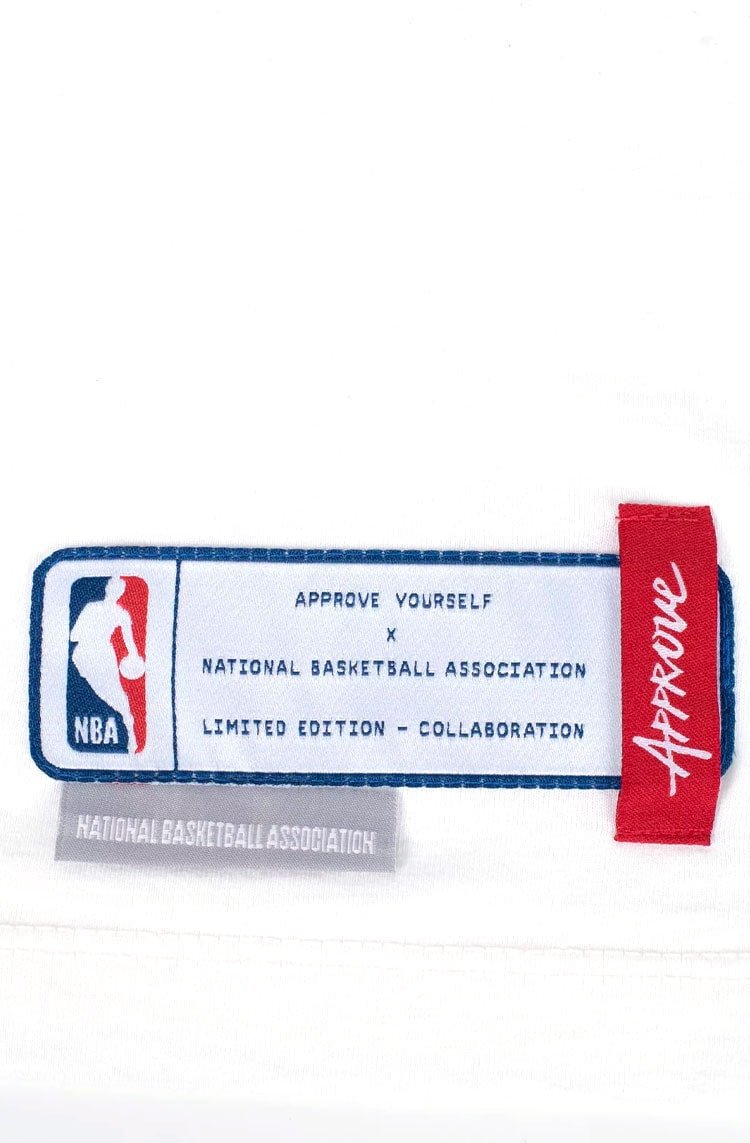 APPROVE YOURSELF
X
NATIONAL BASKETBALL ASSOCIATION
LIMITED EDITION - COLLABORATION
NBA
APPROVE
NATIONAL BASKETBALL ASSOCIATION